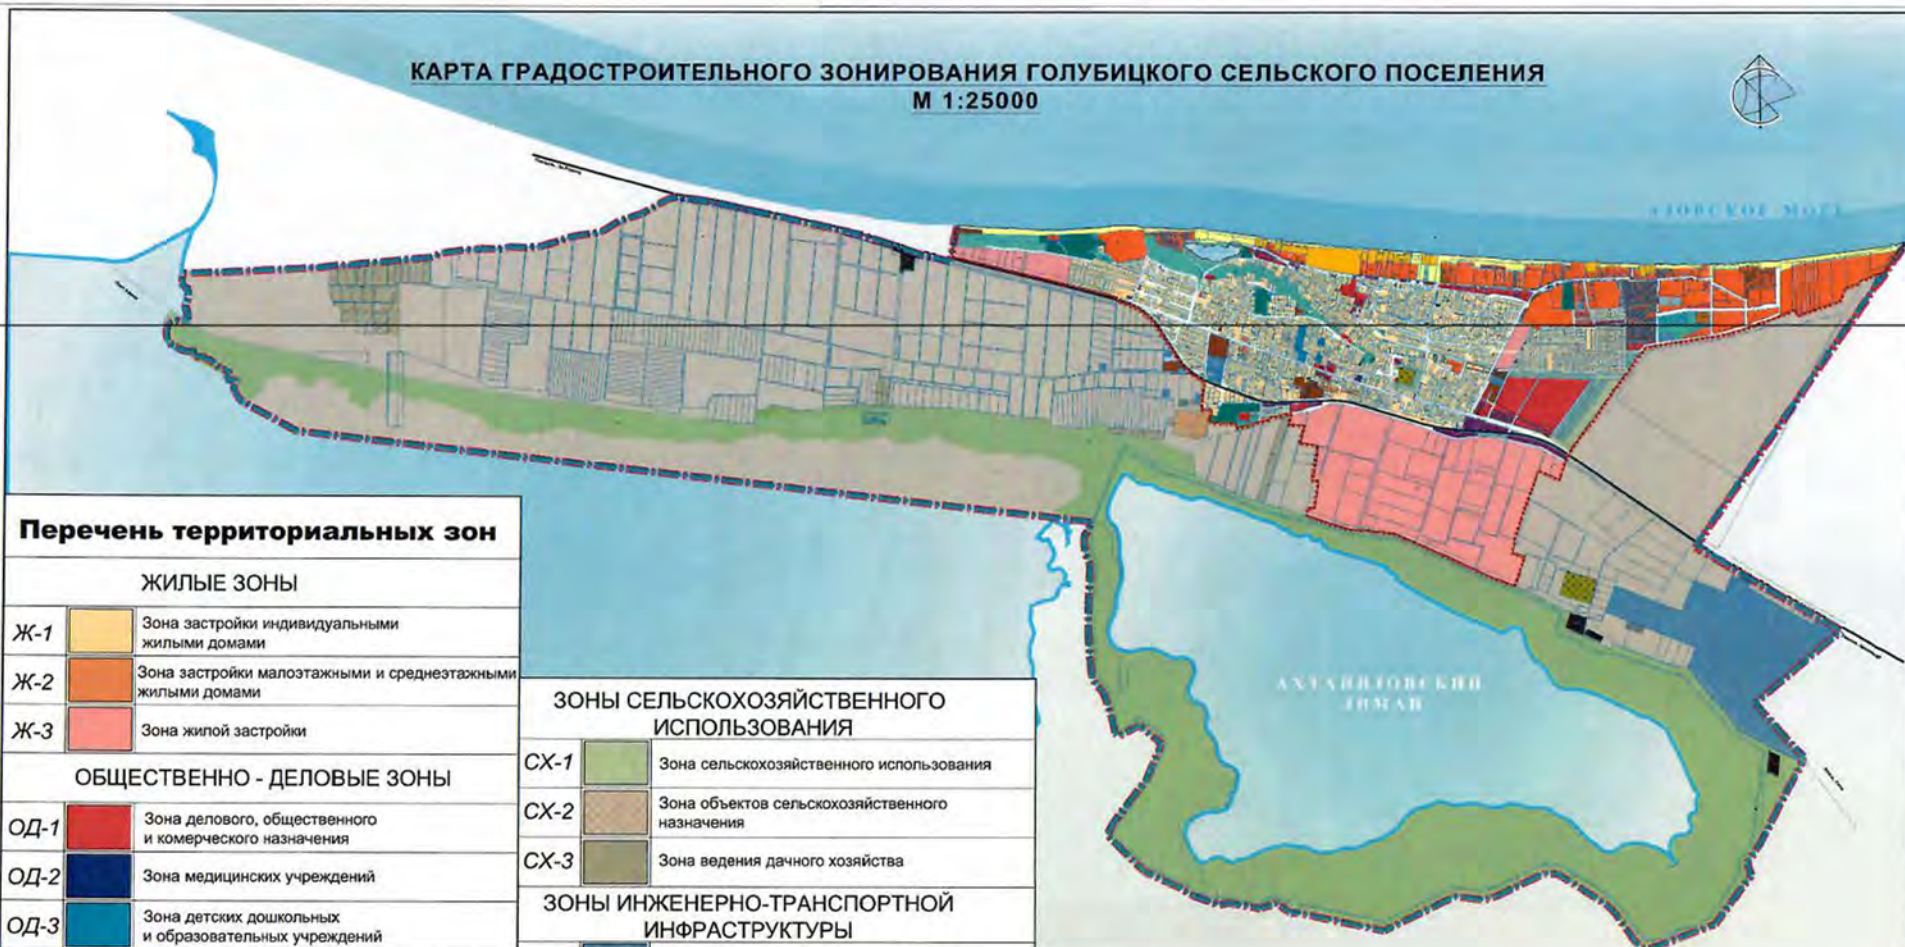 КАРТА ГРАДОСТРОИТЕЛЬНОГО ЗОНИРОВАНИЯ ГОЛУБИЦКОГО СЕЛЬСКОГО ПОСЕЛЕНИЯ
М 1:25000
АЗОВСКОЕ МОРЕ
АХТАНИЗОВСКИЙ
ЛИМАН
Перечень территориальных зон
ЖИЛЫЕ ЗОНЫ
Ж-1
Зона застройки индивидуальными
жилыми домами
Ж-2
Зона застройки малоэтажными и среднеэтажными
жилыми домами
Ж-3
Зона жилой застройки
ОБЩЕСТВЕННО - ДЕЛОВЫЕ ЗОНЫ
ОД-1
Зона делового, общественного
и комерческого назначения
ОД-2
Зона медицинских учреждений
ОД-3
Зона детских дошкольных
и образовательных учреждений
ЗОНЫ СЕЛЬСКОХОЗЯЙСТВЕННОГО
ИСПОЛЬЗОВАНИЯ
СХ-1
Зона сельскохозяйственного использования
СХ-2
Зона объектов сельскохозяйственного
назначения
СХ-3
Зона ведения дачного хозяйства
ЗОНЫ ИНЖЕНЕРНО-ТРАНСПОРТНОЙ
ИНФРАСТРУКТУРЫ